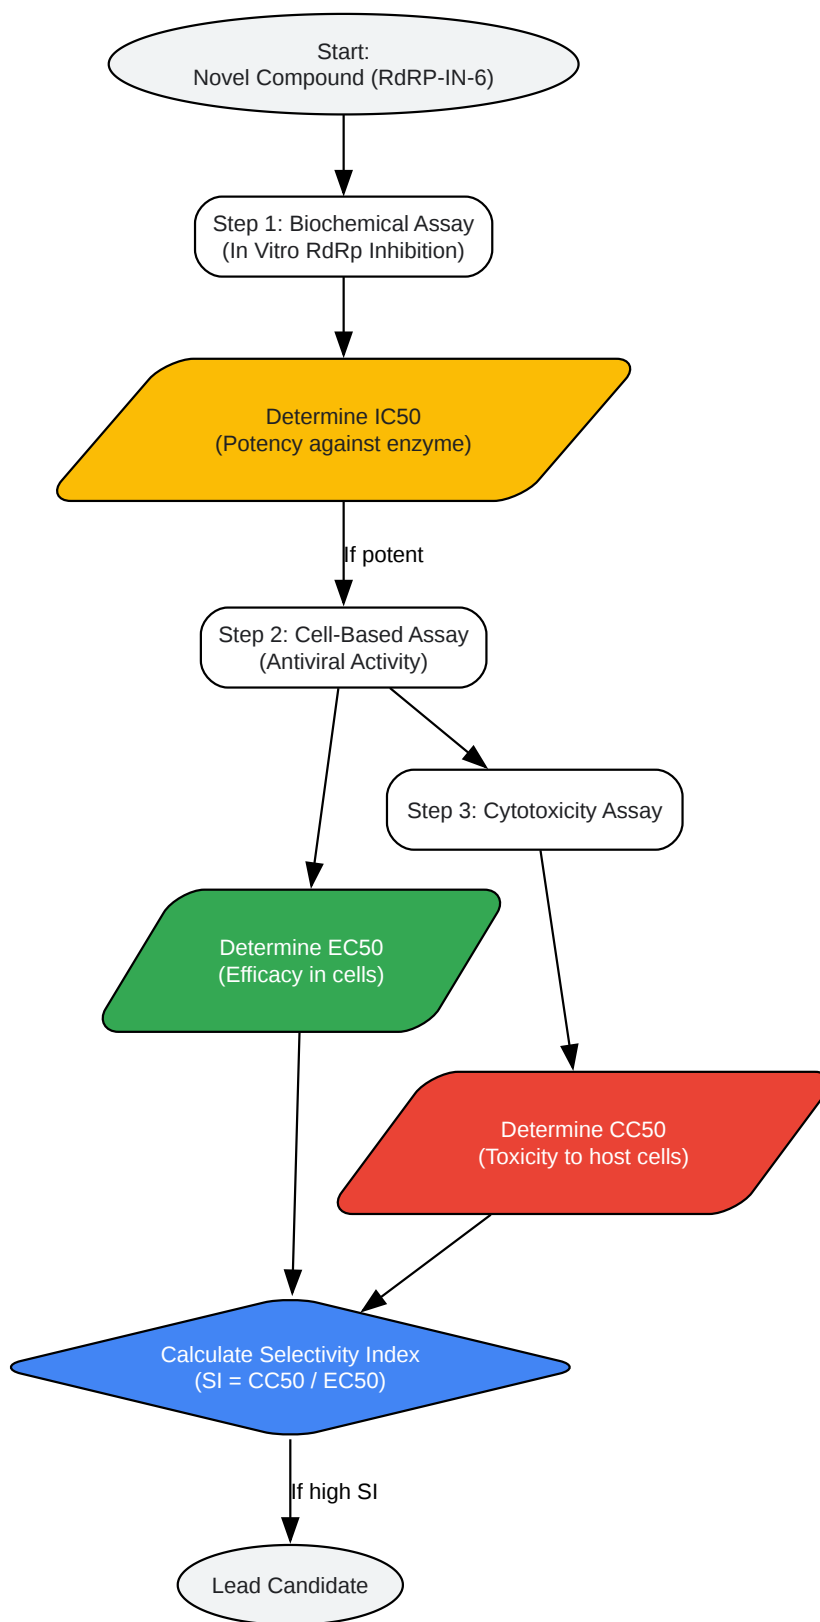 Start:
Novel Compound (RdRP-IN-6)
Step 1: Biochemical Assay
(In Vitro RdRp Inhibition)
Determine IC50
(Potency against enzyme)
If potent
Step 2: Cell-Based Assay
(Antiviral Activity)
Step 3: Cytotoxicity Assay
Determine EC50
(Efficacy in cells)
Determine CC50
(Toxicity to host cells)
Calculate Selectivity Index
(SI = CC50 / EC50)
If high SI
Lead Candidate